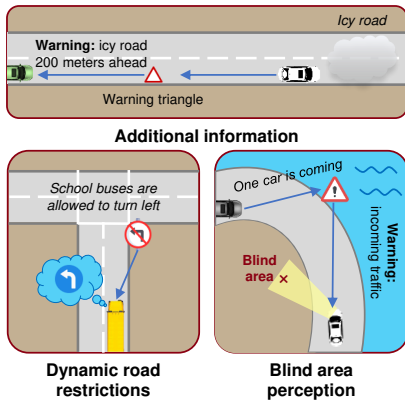 Icy road
Warning: icy road
200 meters ahead
Warning triangle
Additional information
School buses are
allowed to turn left
Dynamic road
restrictions
One car is coming
Warning:
incoming traffic
Blind
area
Blind area
perception